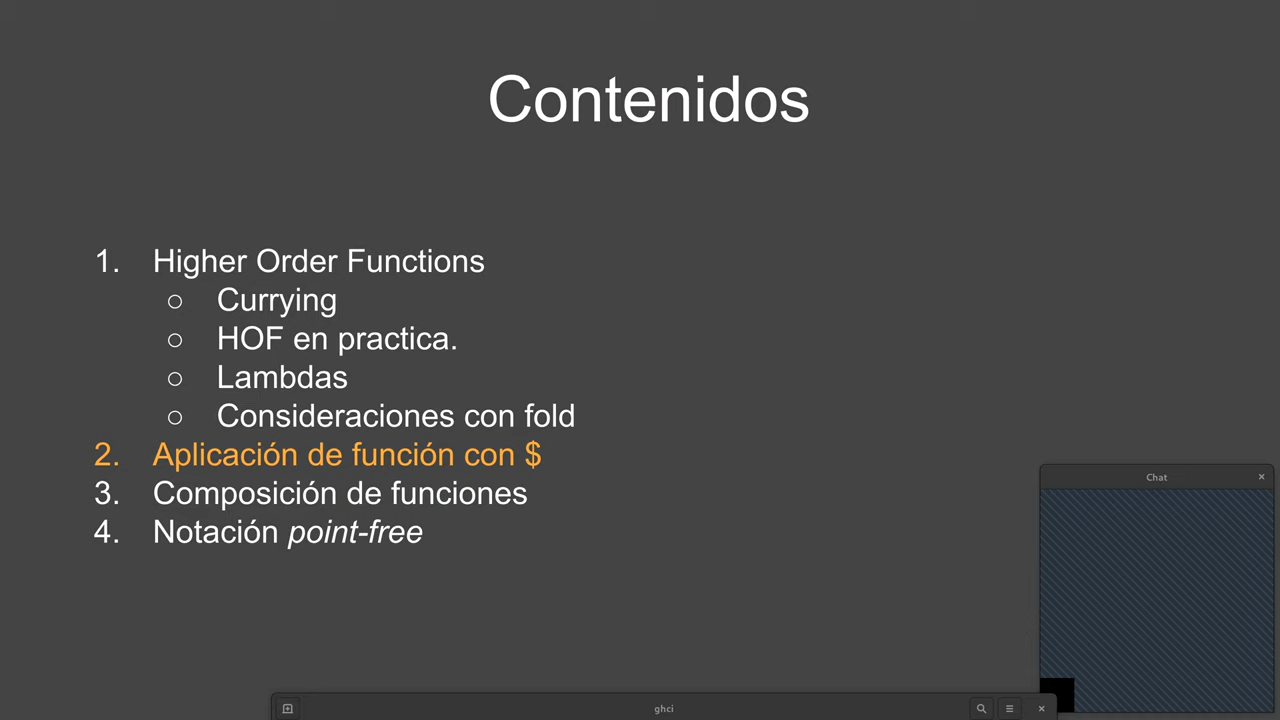 Contenidos
1. Higher Order Functions
○ Currying
○ HOF en practica.
○ Lambdas
○ Consideraciones con fold
2. Aplicación de función con $
3. Composición de funciones
4. Notación point-free
Chat
ghci